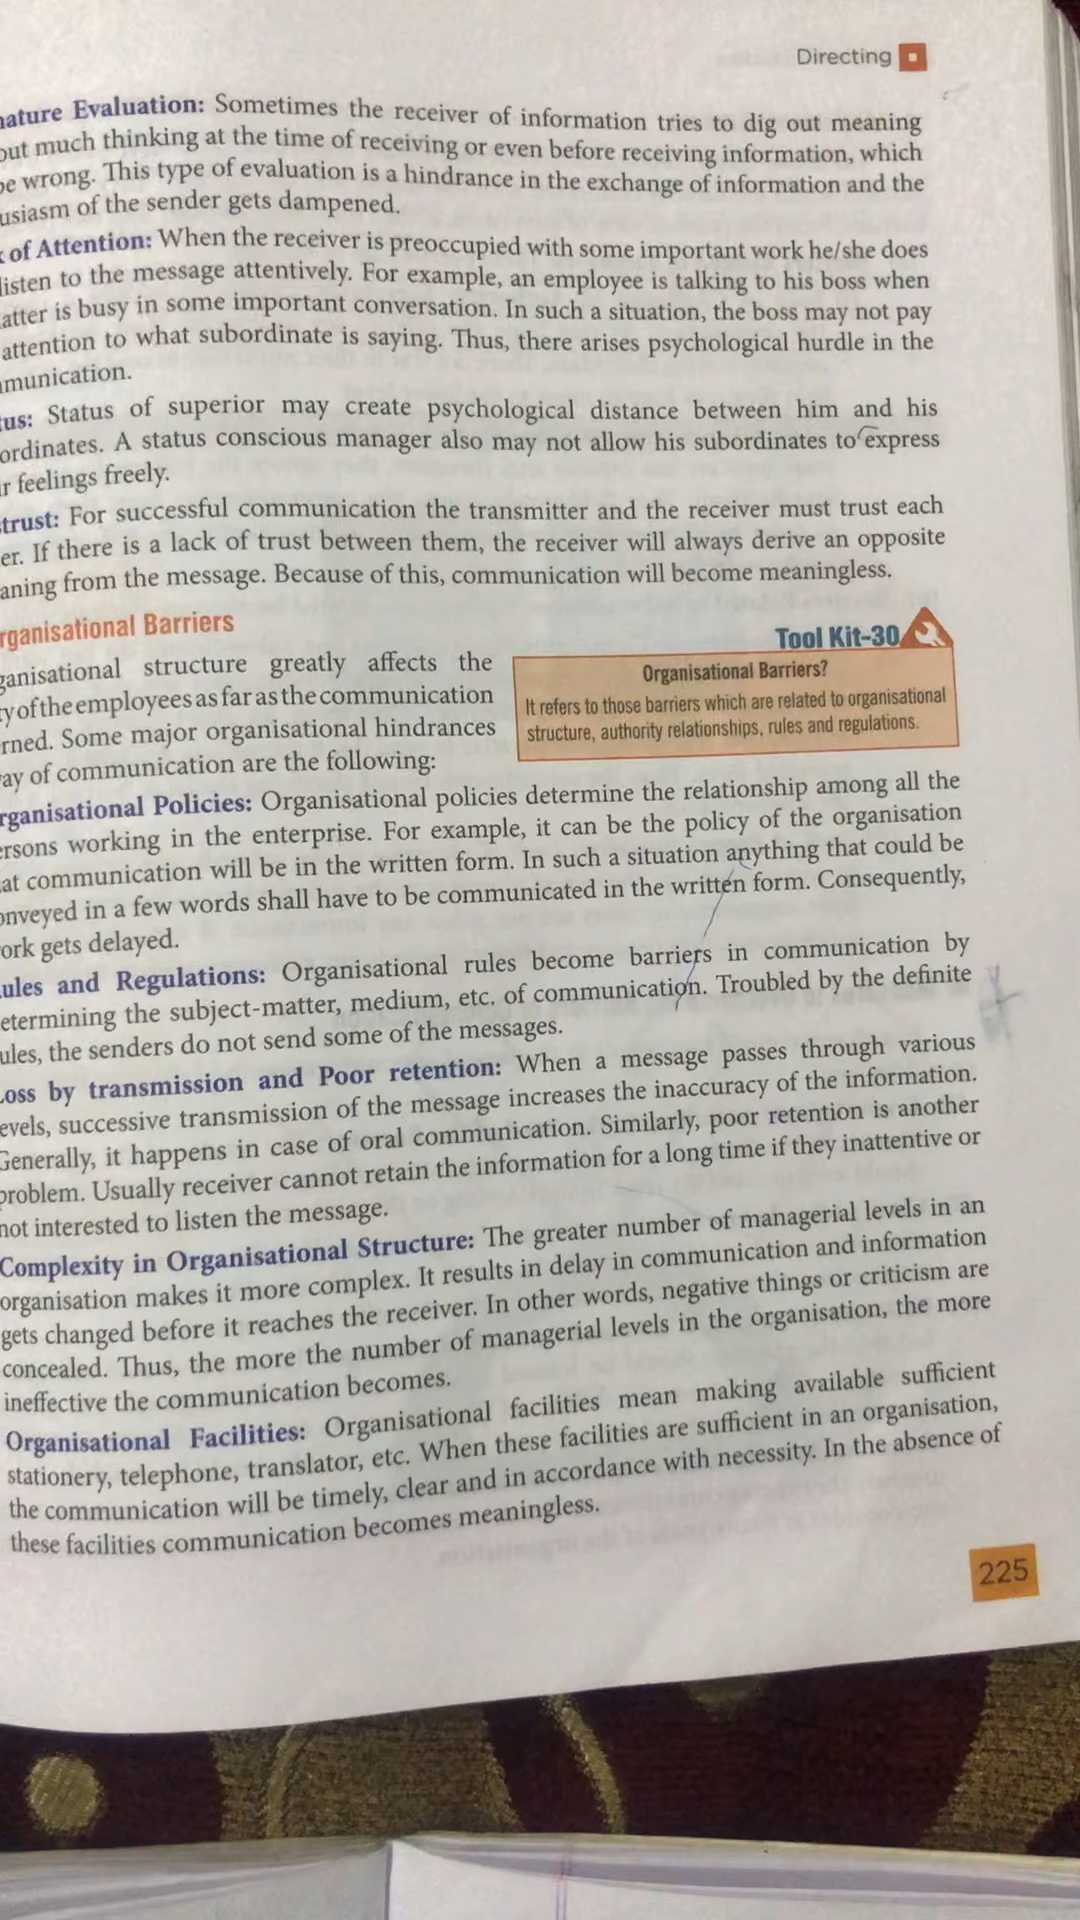 Directing
nature Evaluation: Sometimes the receiver of information tries to dig out meaning
out much thinking at the time of receiving or even before receiving information, which
be wrong. This type of evaluation is a hindrance in the exchange of information and the
usiasm of the sender gets dampened.
of Attention: When the receiver is preoccupied with some important work he/she does
listen to the message attentively. For example, an employee is talking to his boss when
atter is busy in some important conversation. In such a situation, the boss may not pay
attention to what subordinate is saying. Thus, there arises psychological hurdle in the
munication.
tus: Status of superior may create psychological distance between him and his
ordinates. A status conscious manager also may not allow his subordinates to express
r feelings freely.
trust: For successful communication the transmitter and the receiver must trust each
er. If there is a lack of trust between them, the receiver will always derive an opposite
aning from the message. Because of this, communication will become meaningless.
rganisational Barriers
ganisational structure greatly affects the
ty of the employees as far as the communication
rned. Some major organisational hindrances
ay of communication are the following:
Tool Kit-30
Organisational Barriers?
It refers to those barriers which are related to organisational
structure, authority relationships, rules and regulations.
rganisational Policies: Organisational policies determine the relationship among all the
ersons working in the enterprise. For example, it can be the policy of the organisation
at communication will be in the written form. In such a situation anything that could be
onveyed in a few words shall have to be communicated in the written form. Consequently,
ork gets delayed.
ules and Regulations: Organisational rules become barriers in communication by
etermining the subject-matter, medium, etc. of communication. Troubled by the definite
ules, the senders do not send some of the messages.
Loss by transmission and Poor retention: When a message passes through various
evels, successive transmission of the message increases the inaccuracy of the information.
Generally, it happens in case of oral communication. Similarly, poor retention is another
problem. Usually receiver cannot retain the information for a long time if they inattentive or
not interested to listen the message.
Complexity in Organisational Structure: The greater number of managerial levels in an
organisation makes it more complex. It results in delay in communication and information
gets changed before it reaches the receiver. In other words, negative things or criticism are
concealed. Thus, the more the number of managerial levels in the organisation, the more
ineffective the communication becomes.
Organisational Facilities: Organisational facilities mean making available sufficient
stationery, telephone, translator, etc. When these facilities are sufficient in an organisation,
the communication will be timely, clear and in accordance with necessity. In the absence of
these facilities communication becomes meaningless.
225